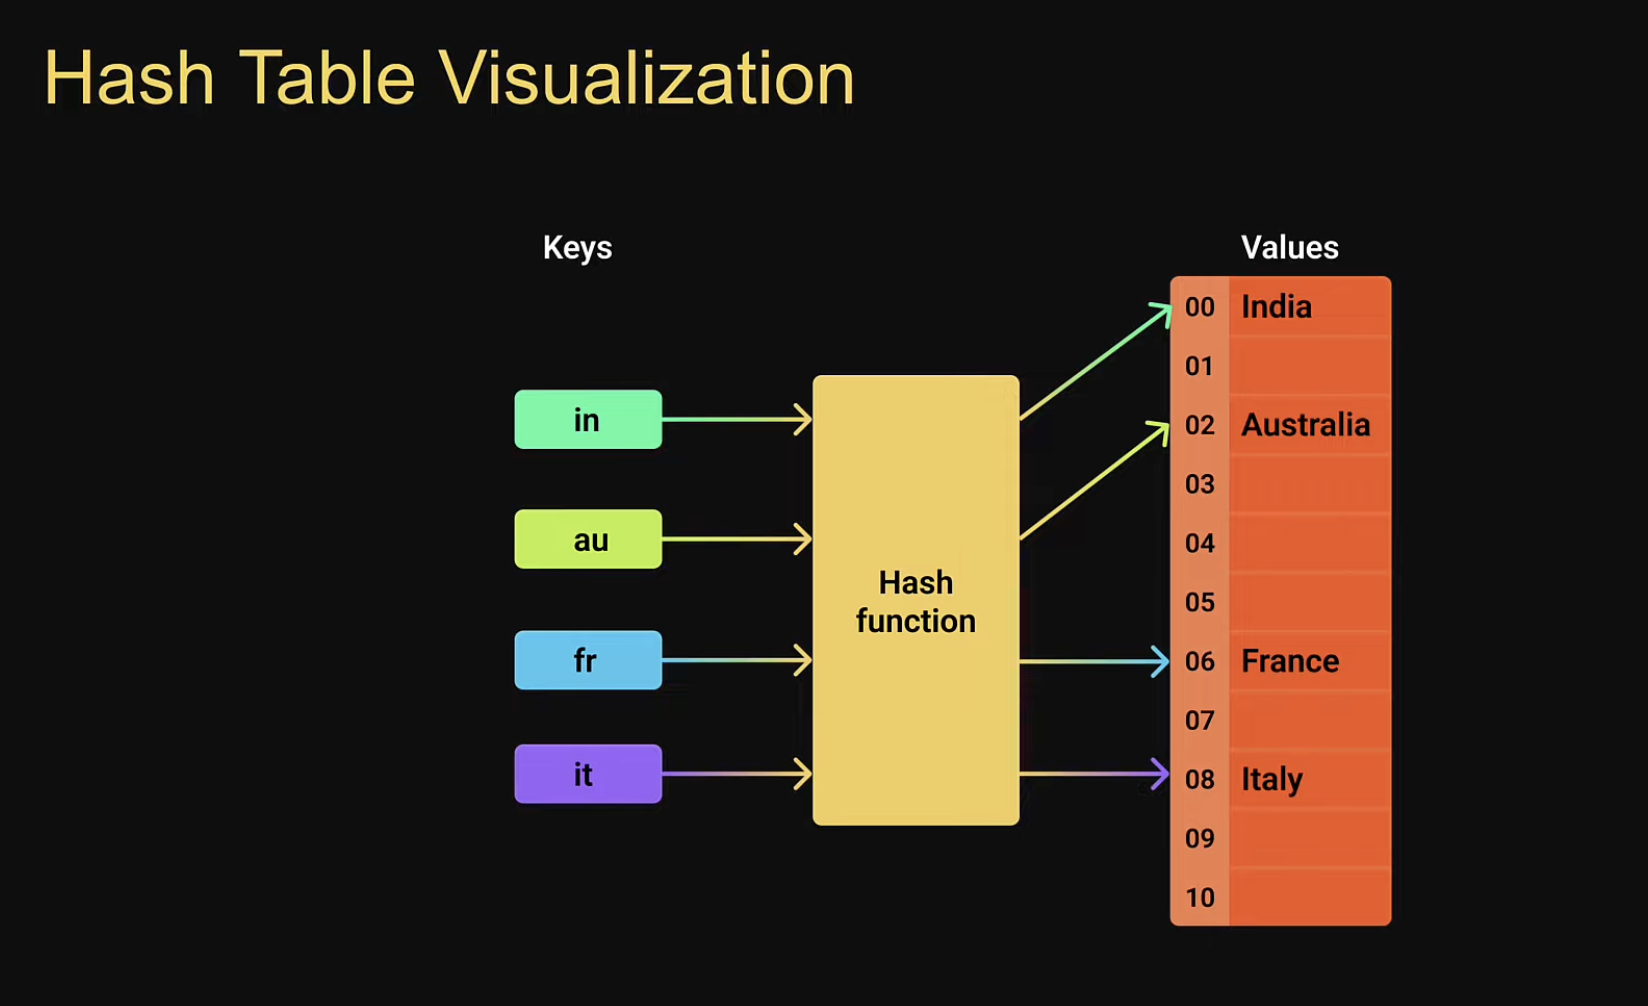 Hash Table Visualization
Keys
Values
in
au
fr
it
Hash
function
00 India
01
02 Australia
03
04
05
06 France
07
08 Italy
09
10